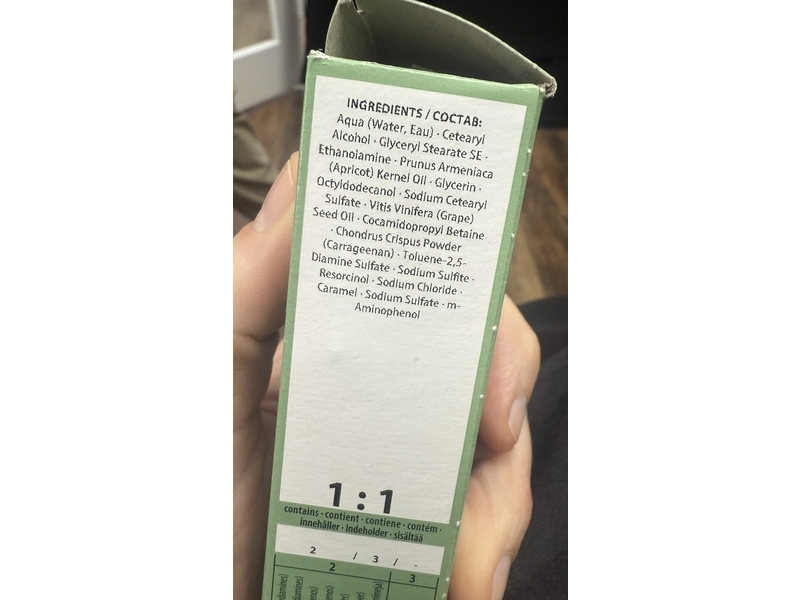 INGREDIENTS / СОСТАВ:
Aqua (Water, Eau) · Cetearyl
Alcohol · Glyceryl Stearate SE ·
Ethanolamine · Prunus Armeniaca
(Apricot) Kernel Oil · Glycerin ·
Octyldodecanol · Sodium Cetearyl
Sulfate · Vitis Vinifera (Grape)
Seed Oil · Cocamidopropyl Betaine
· Chondrus Crispus Powder
(Carrageenan) · Toluene-2,5-
Diamine Sulfate · Sodium Sulfite ·
Resorcinol · Sodium Chloride ·
Caramel · Sodium Sulfate · m-
Aminophenol
1 : 1
contains · contient · contiene · contém ·
innehåller · indeholder · sisältää
2 / 3 / -
2 3